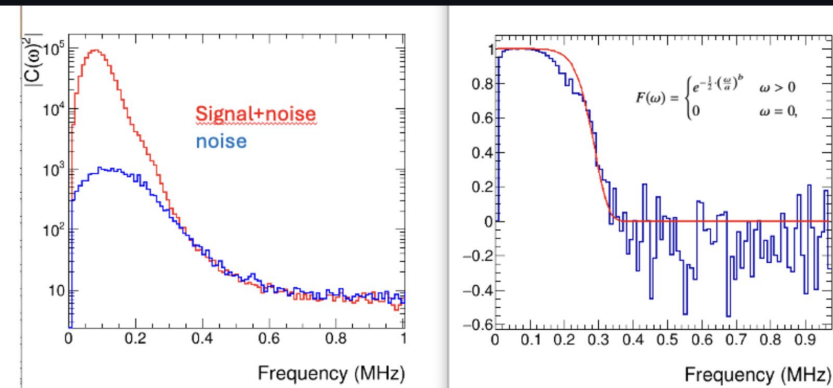 |C(ω)²|
10⁵
10⁴
10³
10²
10
Signal+noise
noise
0 0.2 0.4 0.6 0.8 1
Frequency (MHz)
1
0.8
0.6
0.4
0.2
0
−0.2
−0.4
−0.6
F(ω) = { e^{-\frac{1}{2}·(\frac{ω}{a})^b} ω > 0
0 ω = 0,
0 0.1 0.2 0.3 0.4 0.5 0.6 0.7 0.8 0.9
Frequency (MHz)